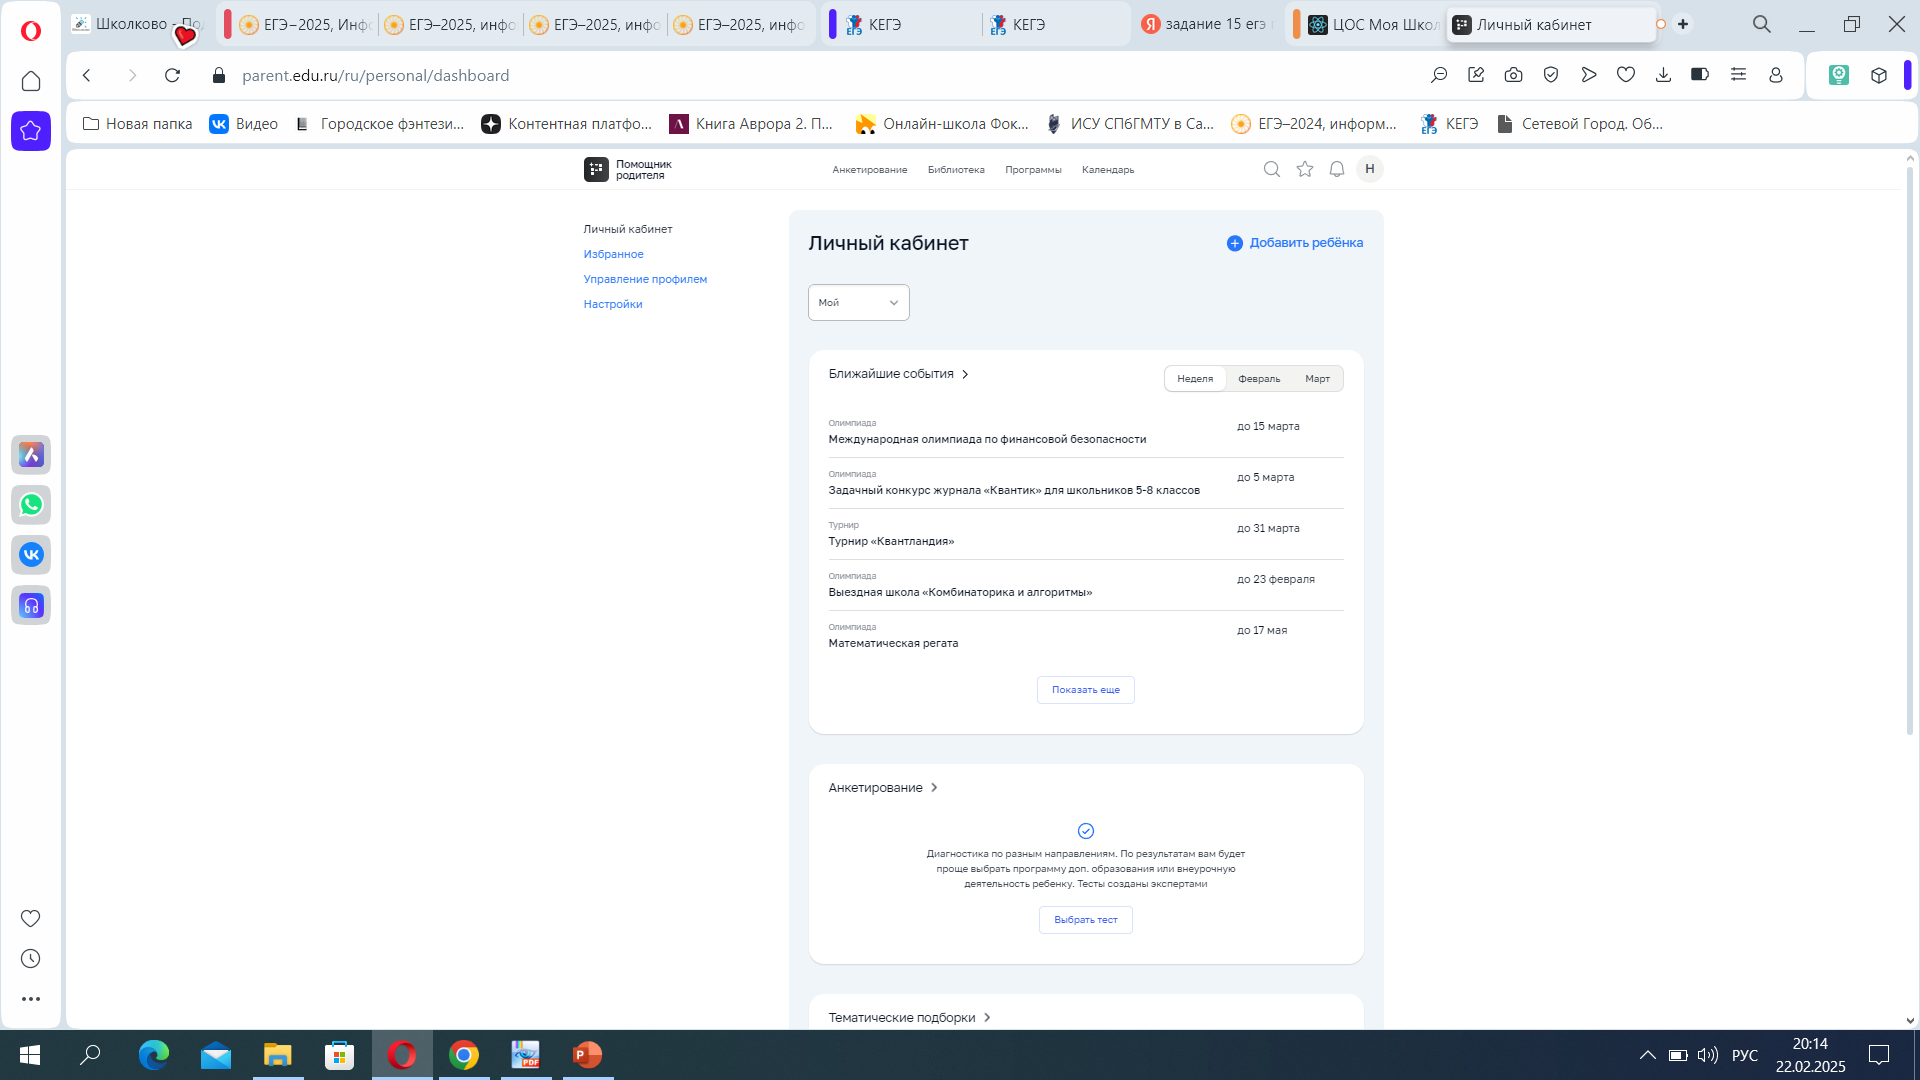 Школково - По
ЕГЭ–2025, Инфо
ЕГЭ–2025, инфо
ЕГЭ–2025, инфо
ЕГЭ–2025, инфо
КЕГЭ
КЕГЭ
задание 15 егэ
ЦОС Моя Школ
Личный кабинет
parent.edu.ru/ru/personal/dashboard
Новая папка
Видео
Городское фэнтези...
Контентная платфо...
Книга Аврора 2. П...
Онлайн-школа Фок...
ИСУ СПбГМТУ в Са...
ЕГЭ–2024, информ...
КЕГЭ
Сетевой Город. Об...
Помощник
родителя
Анкетирование
Библиотека
Программы
Календарь
Н
Личный кабинет
Избранное
Управление профилем
Настройки
Личный кабинет
Добавить ребёнка
Мой
Ближайшие события
Неделя
Февраль
Март
Олимпиада
Международная олимпиада по финансовой безопасности
до 15 марта
Олимпиада
Задачный конкурс журнала «Квантик» для школьников 5-8 классов
до 5 марта
Турнир
Турнир «Квантландия»
до 31 марта
Олимпиада
Выездная школа «Комбинаторика и алгоритмы»
до 23 февраля
Олимпиада
Математическая регата
до 17 мая
Показать еще
Анкетирование
Диагностика по разным направлениям. По результатам вам будет
проще выбрать программу доп. образования или внеурочную
деятельность ребенку. Тесты созданы экспертами
Выбрать тест
Тематические подборки
РУС
20:14
22.02.2025